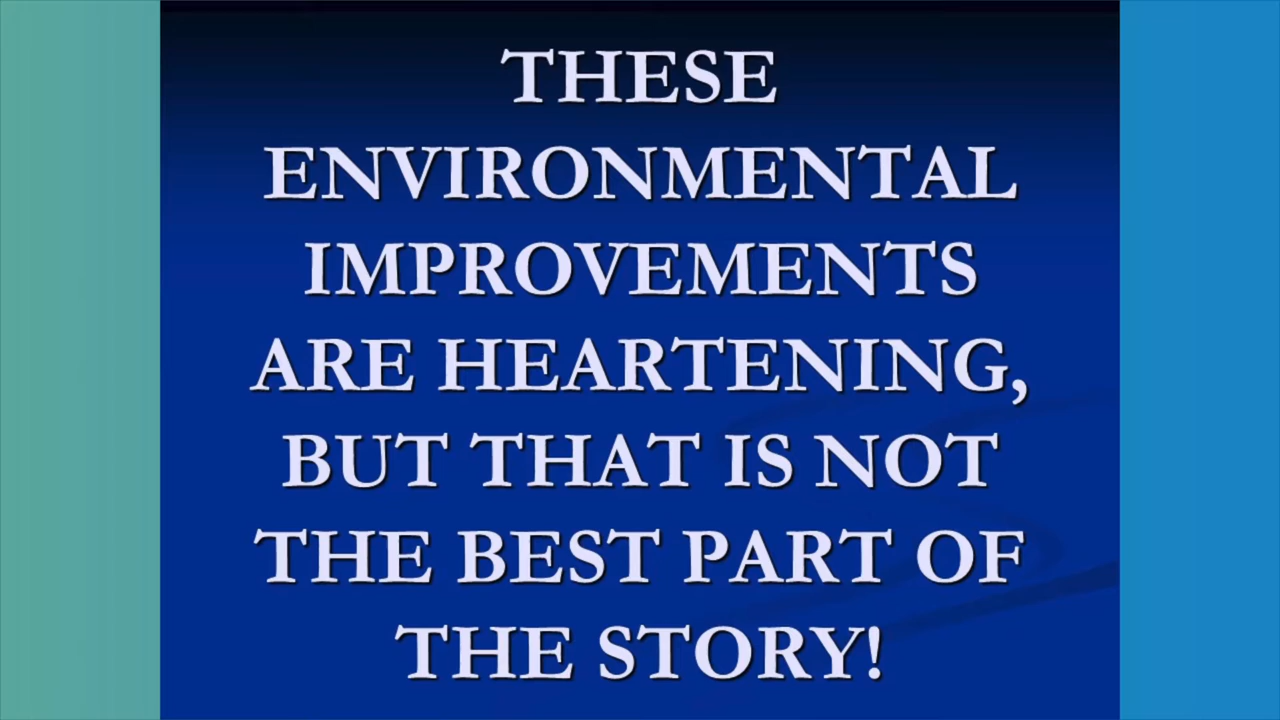 THESE
ENVIRONMENTAL
IMPROVEMENTS
ARE HEARTENING,
BUT THAT IS NOT
THE BEST PART OF
THE STORY!